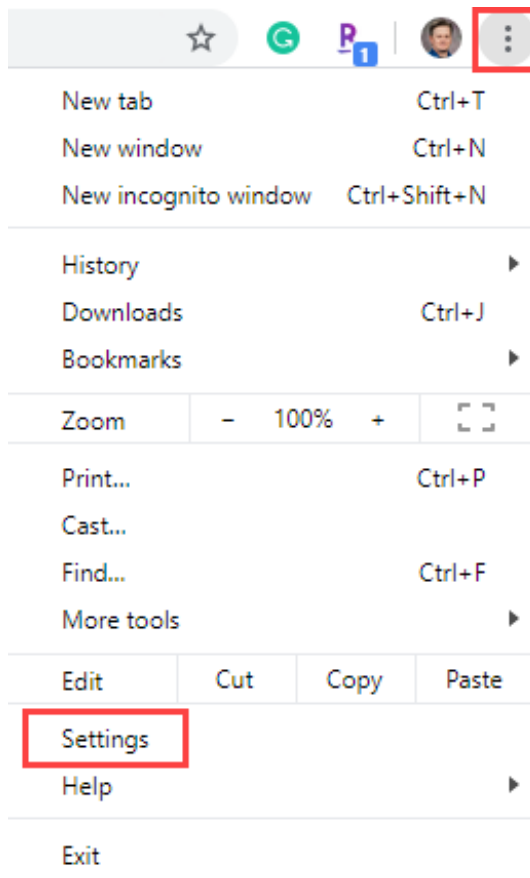 G R 1
New tab Ctrl+T
New window Ctrl+N
New incognito window Ctrl+Shift+N
History
Downloads Ctrl+J
Bookmarks
Zoom - 100% +
Print... Ctrl+P
Cast...
Find... Ctrl+F
More tools
Edit Cut Copy Paste
Settings
Help
Exit